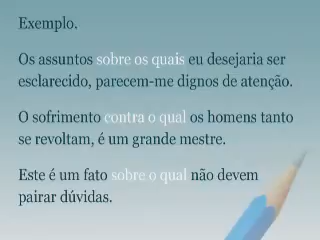 Exemplo.
Os assuntos sobre os quais eu desejaria ser
esclarecido, parecem-me dignos de atenção.
O sofrimento contra o qual os homens tanto
se revoltam, é um grande mestre.
Este é um fato sobre o qual não devem
pairar dúvidas.